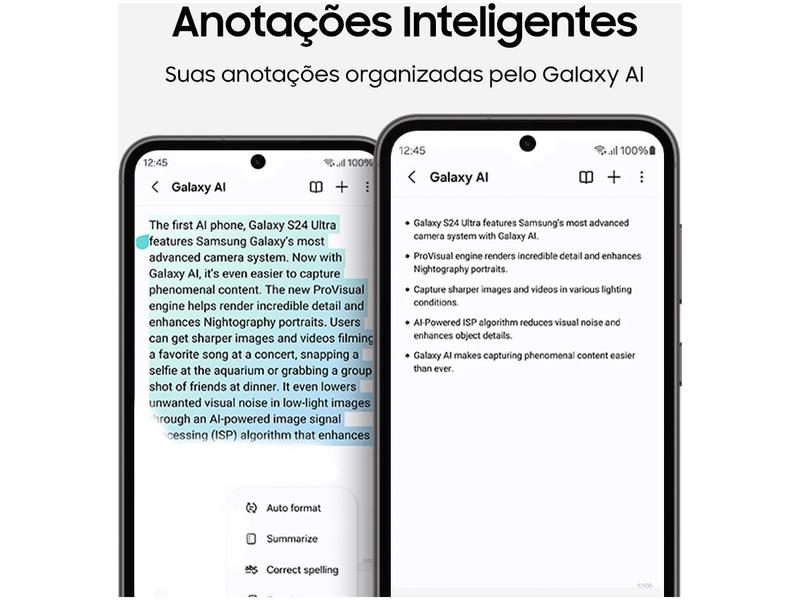 Anotações Inteligentes
Suas anotações organizadas pelo Galaxy AI
12:45
100%
Galaxy AI
The first AI phone, Galaxy S24 Ultra
features Samsung Galaxy's most
advanced camera system. Now with
Galaxy AI, it's even easier to capture
phenomenal content. The new ProVisual
engine helps render incredible detail and
enhances Nightography portraits. Users
can get sharper images and videos filming
a favorite song at a concert, snapping a
selfie at the aquarium or grabbing a group
shot of friends at dinner. It even lowers
unwanted visual noise in low-light images
through an AI-powered image signal
processing (ISP) algorithm that enhances
Auto format
Summarize
Correct spelling
12:45
100%
Galaxy AI
• Galaxy S24 Ultra features Samsung's most advanced
camera system with Galaxy AI.
• ProVisual engine renders incredible detail and enhances
Nightography portraits.
• Capture sharper images and videos in various lighting
conditions.
• AI-Powered ISP algorithm reduces visual noise and
enhances object details.
• Galaxy AI makes capturing phenomenal content easier
than ever.
1/100